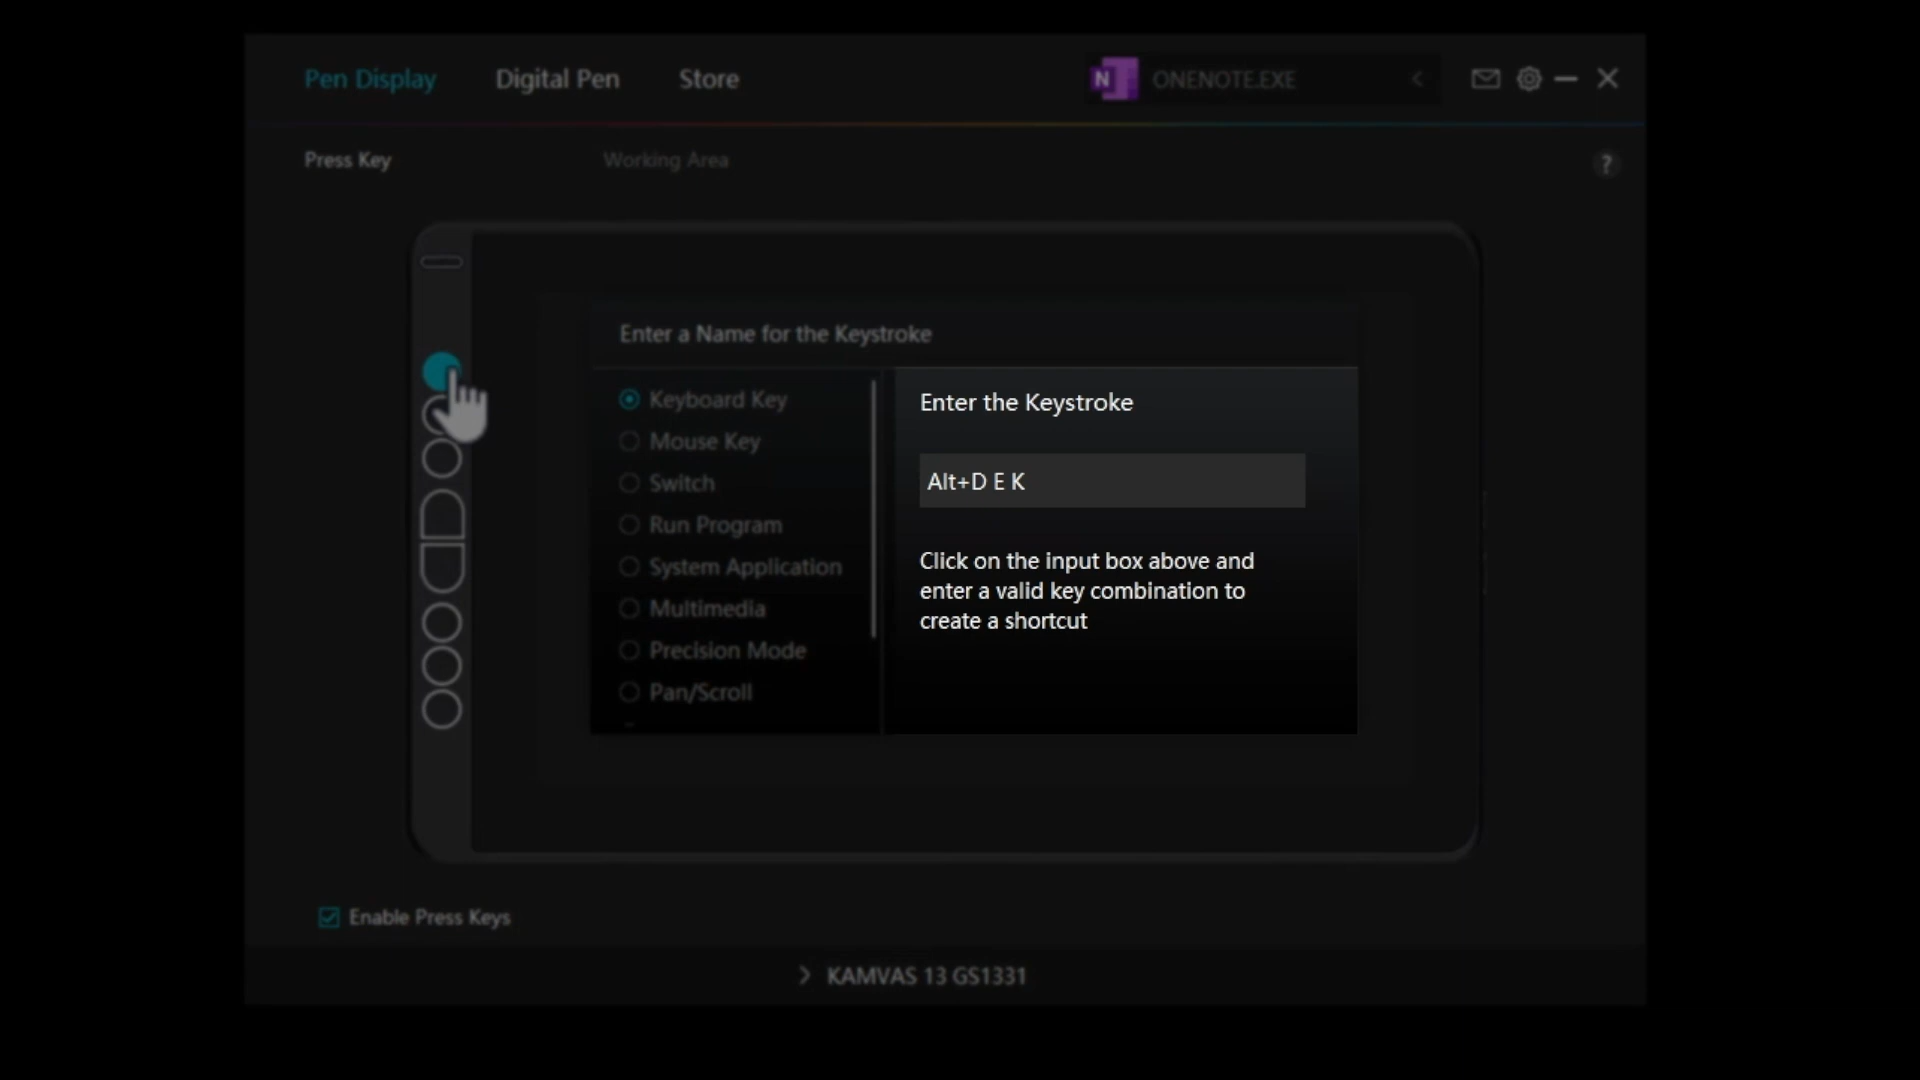 Pen Display Digital Pen Store N ONENOTE.EXE
Press Key Working Area ?
Enter a Name for the Keystroke
Keyboard Key
Mouse Key
Switch
Run Program
System Application
Multimedia
Precision Mode
Pan/Scroll
Enter the Keystroke
Alt+D E K
Click on the input box above and
enter a valid key combination to
create a shortcut
Enable Press Keys
KAMVAS 13 GS1331